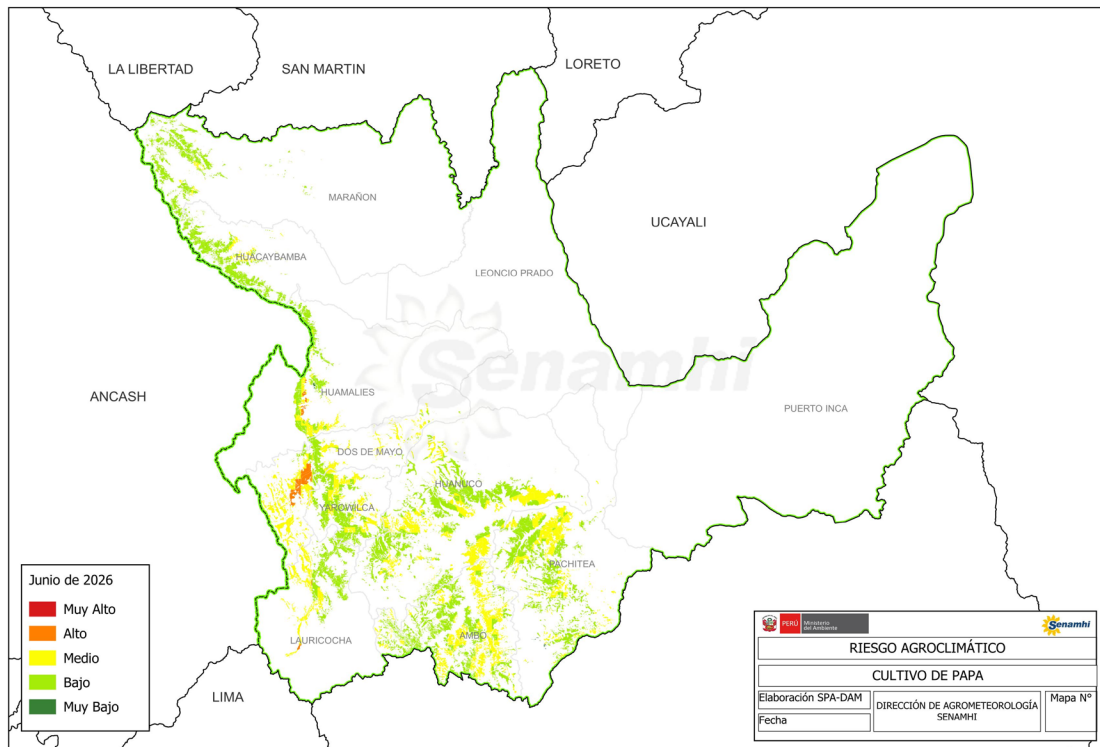 LA LIBERTAD
SAN MARTIN
LORETO
MARAÑON
UCAYALI
HUACAYBAMBA
LEONCIO PRADO
Senamhi
ANCASH
HUAMALIES
PUERTO INCA
DOS DE MAYO
HUANUCO
YAROWILCA
PACHITEA
AMBO
LAURICOCHA
LIMA
Junio de 2026
Muy Alto
Alto
Medio
Bajo
Muy Bajo
PERÚ
Ministerio
del Ambiente
Senamhi
RIESGO AGROCLIMÁTICO
CULTIVO DE PAPA
Elaboración SPA-DAM
Fecha
DIRECCIÓN DE AGROMETEOROLOGÍA
SENAMHI
Mapa N°